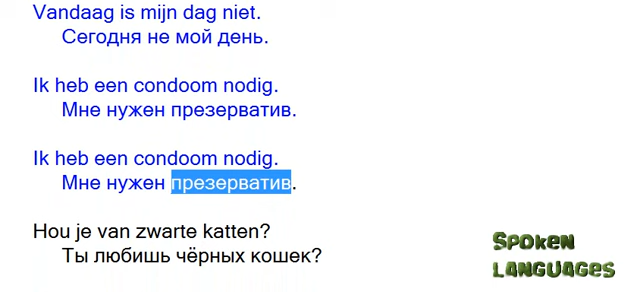 Vandaag is mijn dag niet.
Сегодня не мой день.
Ik heb een condoom nodig.
Мне нужен презерватив.
Ik heb een condoom nodig.
Мне нужен презерватив.
Hou je van zwarte katten?
Ты любишь чёрных кошек?
Spoken
Languages